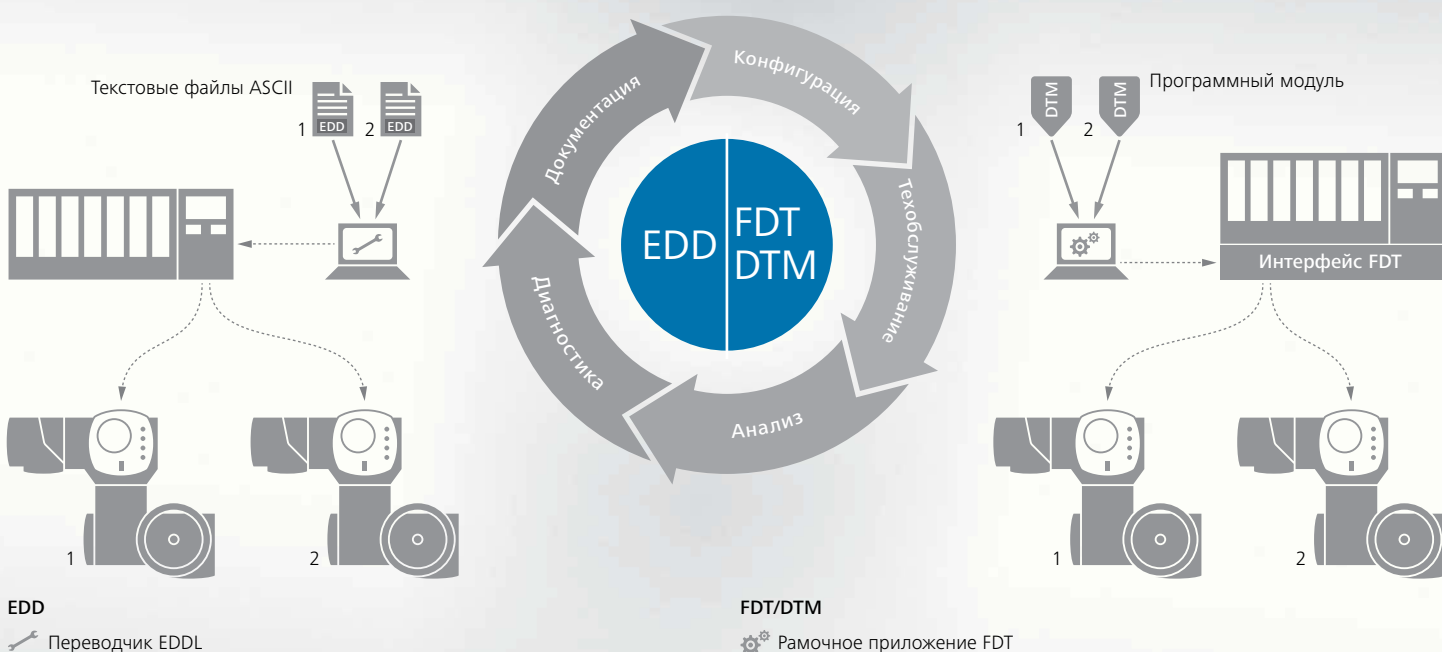 Текстовые файлы ASCII
1 EDD 2 EDD
Документация
Конфигурация
Техобслуживание
Анализ
Диагностика
EDD
FDT
DTM
Программный модуль
1 DTM 2 DTM
Интерфейс FDT
1
2
1
2
EDD
Переводчик EDDL
FDT/DTM
Рамочное приложение FDT